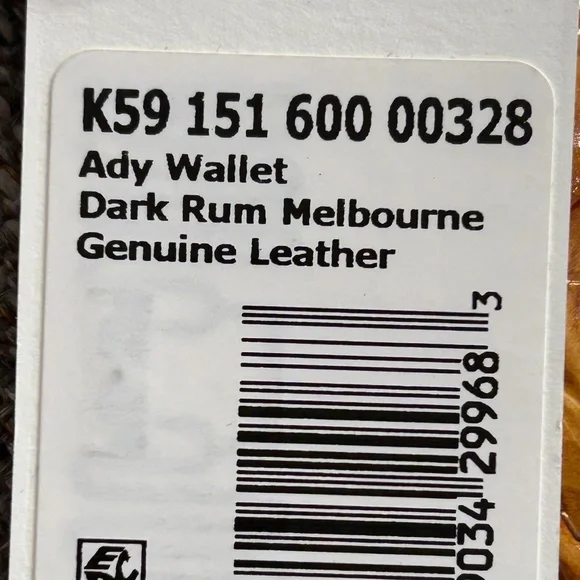 K59 151 600 00328
Ady Wallet
Dark Rum Melbourne
Genuine Leather
0034 29968 3